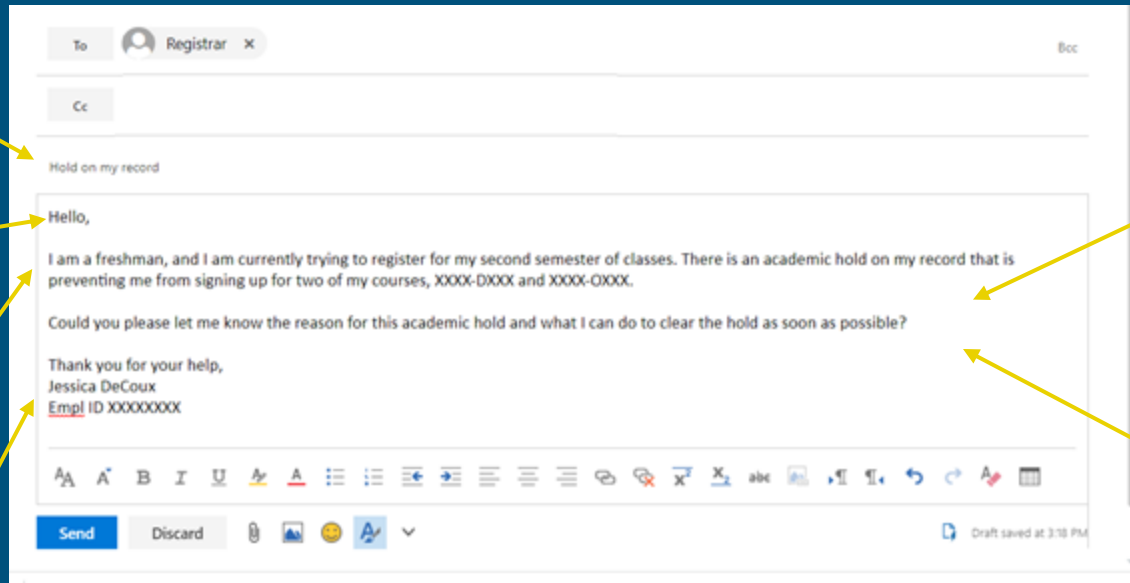 To
Registrar
Bcc
Cc
Hold on my record
Hello,
I am a freshman, and I am currently trying to register for my second semester of classes. There is an academic hold on my record that is
preventing me from signing up for two of my courses, XXXX-DXXX and XXXX-OXXX.
Could you please let me know the reason for this academic hold and what I can do to clear the hold as soon as possible?
Thank you for your help,
Jessica DeCoux
Empl ID XXXXXXXX
Send
Discard
Draft saved at 3:18 PM